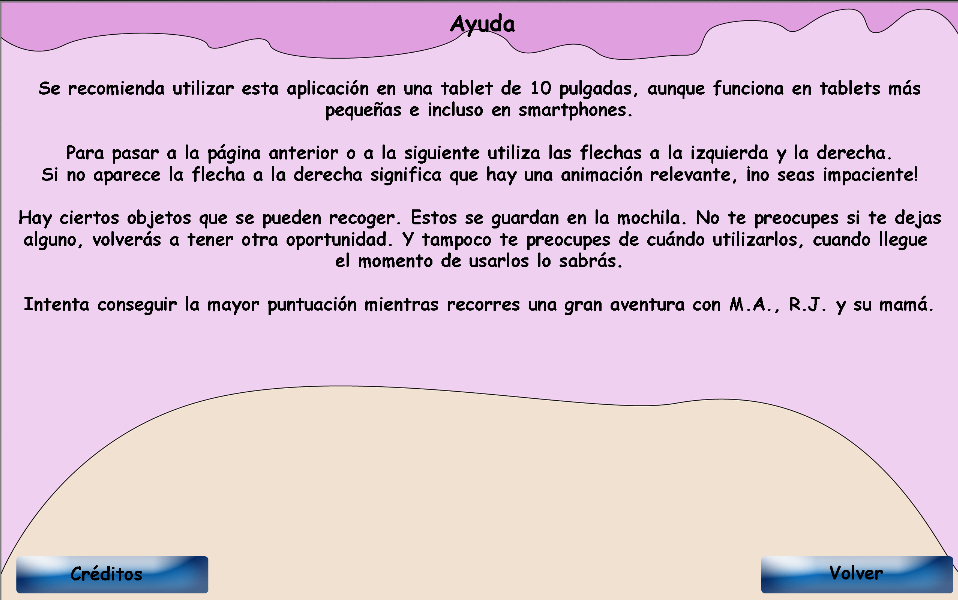 Ayuda
Se recomienda utilizar esta aplicación en una tablet de 10 pulgadas, aunque funciona en tablets más
pequeñas e incluso en smartphones.
Para pasar a la página anterior o a la siguiente utiliza las flechas a la izquierda y la derecha.
Si no aparece la flecha a la derecha significa que hay una animación relevante, ¡no seas impaciente!
Hay ciertos objetos que se pueden recoger. Estos se guardan en la mochila. No te preocupes si te dejas
alguno, volverás a tener otra oportunidad. Y tampoco te preocupes de cuándo utilizarlos, cuando llegue
el momento de usarlos lo sabrás.
Intenta conseguir la mayor puntuación mientras recorres una gran aventura con M.A., R.J. y su mamá.
Créditos
Volver